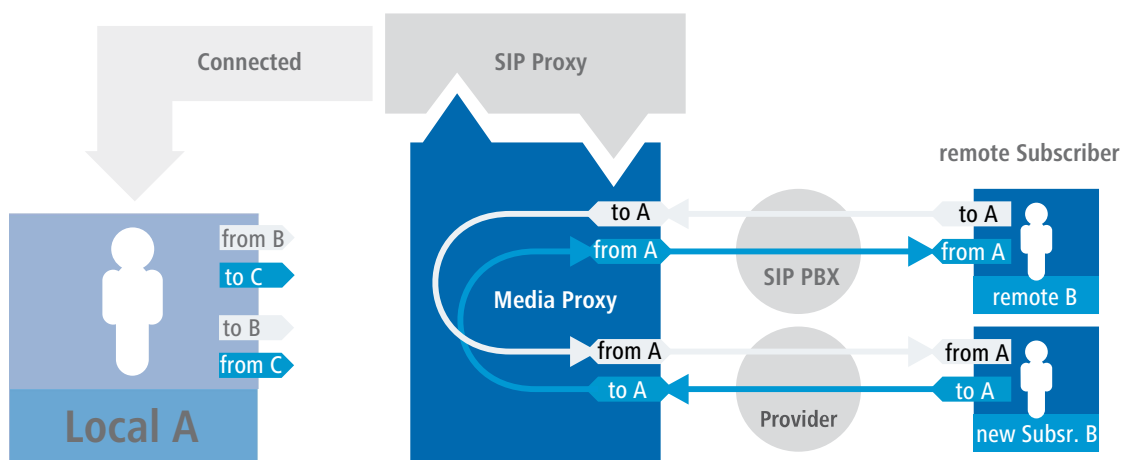 Connected
SIP Proxy
remote Subscriber
from B
to C
to B
from C
Local A
Media Proxy
to A
from A
from A
to A
SIP PBX
Provider
to A
from A
remote B
from A
to A
new Subsr. B